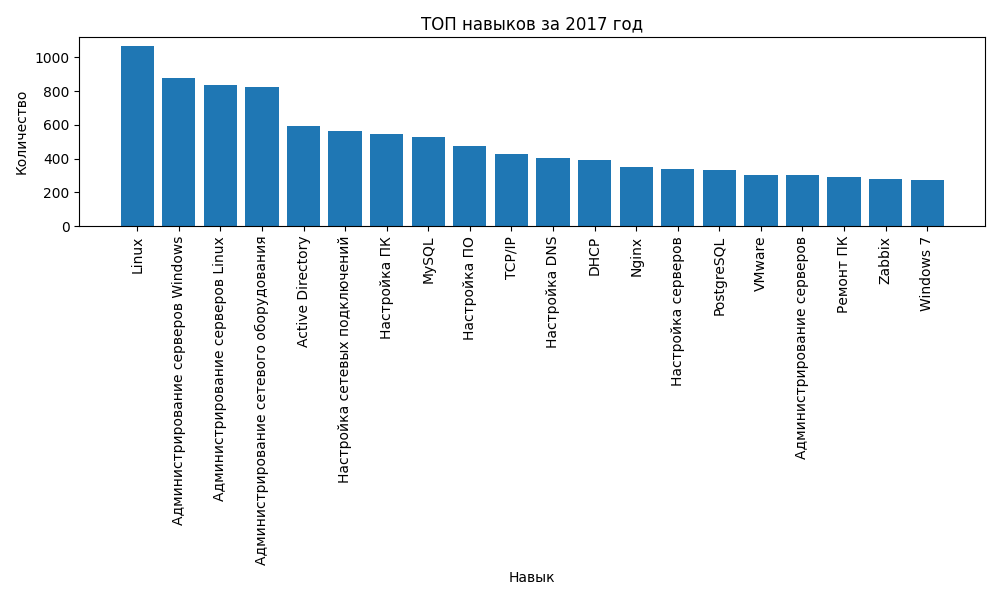 ТОП навыков за 2017 год
Количество
1000
800
600
400
200
0
Linux
Администрирование серверов Windows
Администрирование серверов Linux
Администрирование сетевого оборудования
Active Directory
Настройка сетевых подключений
Настройка ПК
MySQL
Настройка ПО
TCP/IP
Настройка DNS
DHCP
Nginx
Настройка серверов
PostgreSQL
VMware
Администрирование серверов
Ремонт ПК
Zabbix
Windows 7
Навык